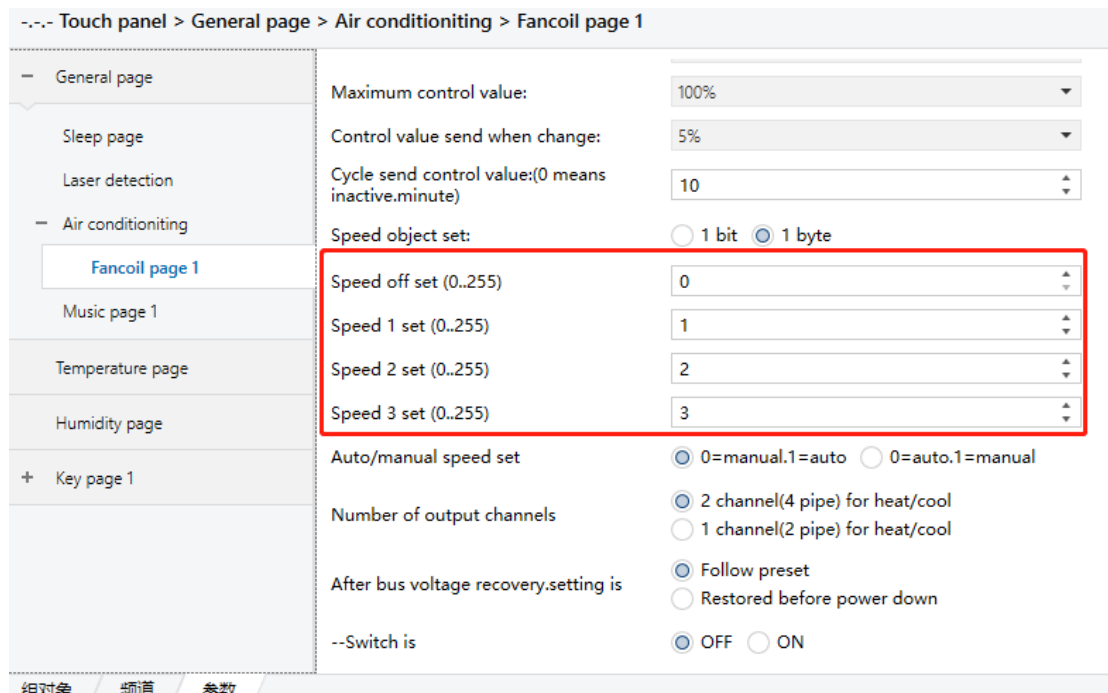 -.-.- Touch panel > General page > Air conditioniting > Fancoil page 1
General page
Sleep page
Laser detection
Air conditioniting
Fancoil page 1
Music page 1
Temperature page
Humidity page
Key page 1
Maximum control value: 100%
Control value send when change: 5%
Cycle send control value:(0 means
inactive.minute) 10
Speed object set: 1 bit 1 byte
Speed off set (0..255) 0
Speed 1 set (0..255) 1
Speed 2 set (0..255) 2
Speed 3 set (0..255) 3
Auto/manual speed set 0=manual.1=auto 0=auto.1=manual
Number of output channels 2 channel(4 pipe) for heat/cool
1 channel(2 pipe) for heat/cool
After bus voltage recovery.setting is Follow preset
Restored before power down
--Switch is OFF ON
组对象 频道 参数